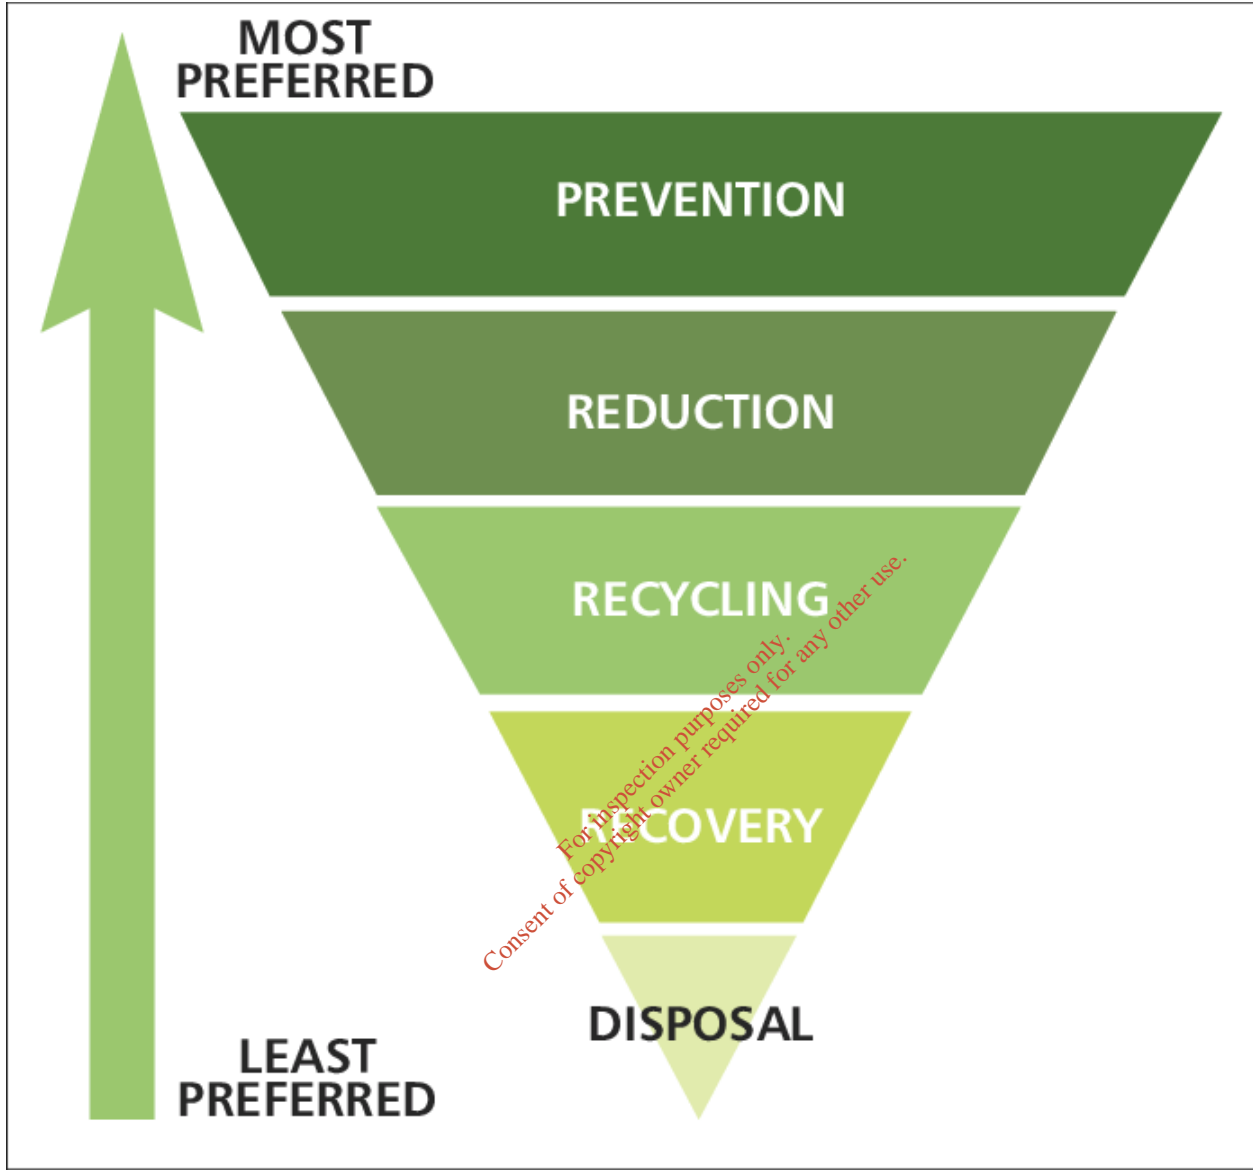 MOST
PREFERRED
PREVENTION
REDUCTION
RECYCLING
RECOVERY
DISPOSAL
LEAST
PREFERRED
For inspection purposes only.
Consent of copyright owner required for any other use.